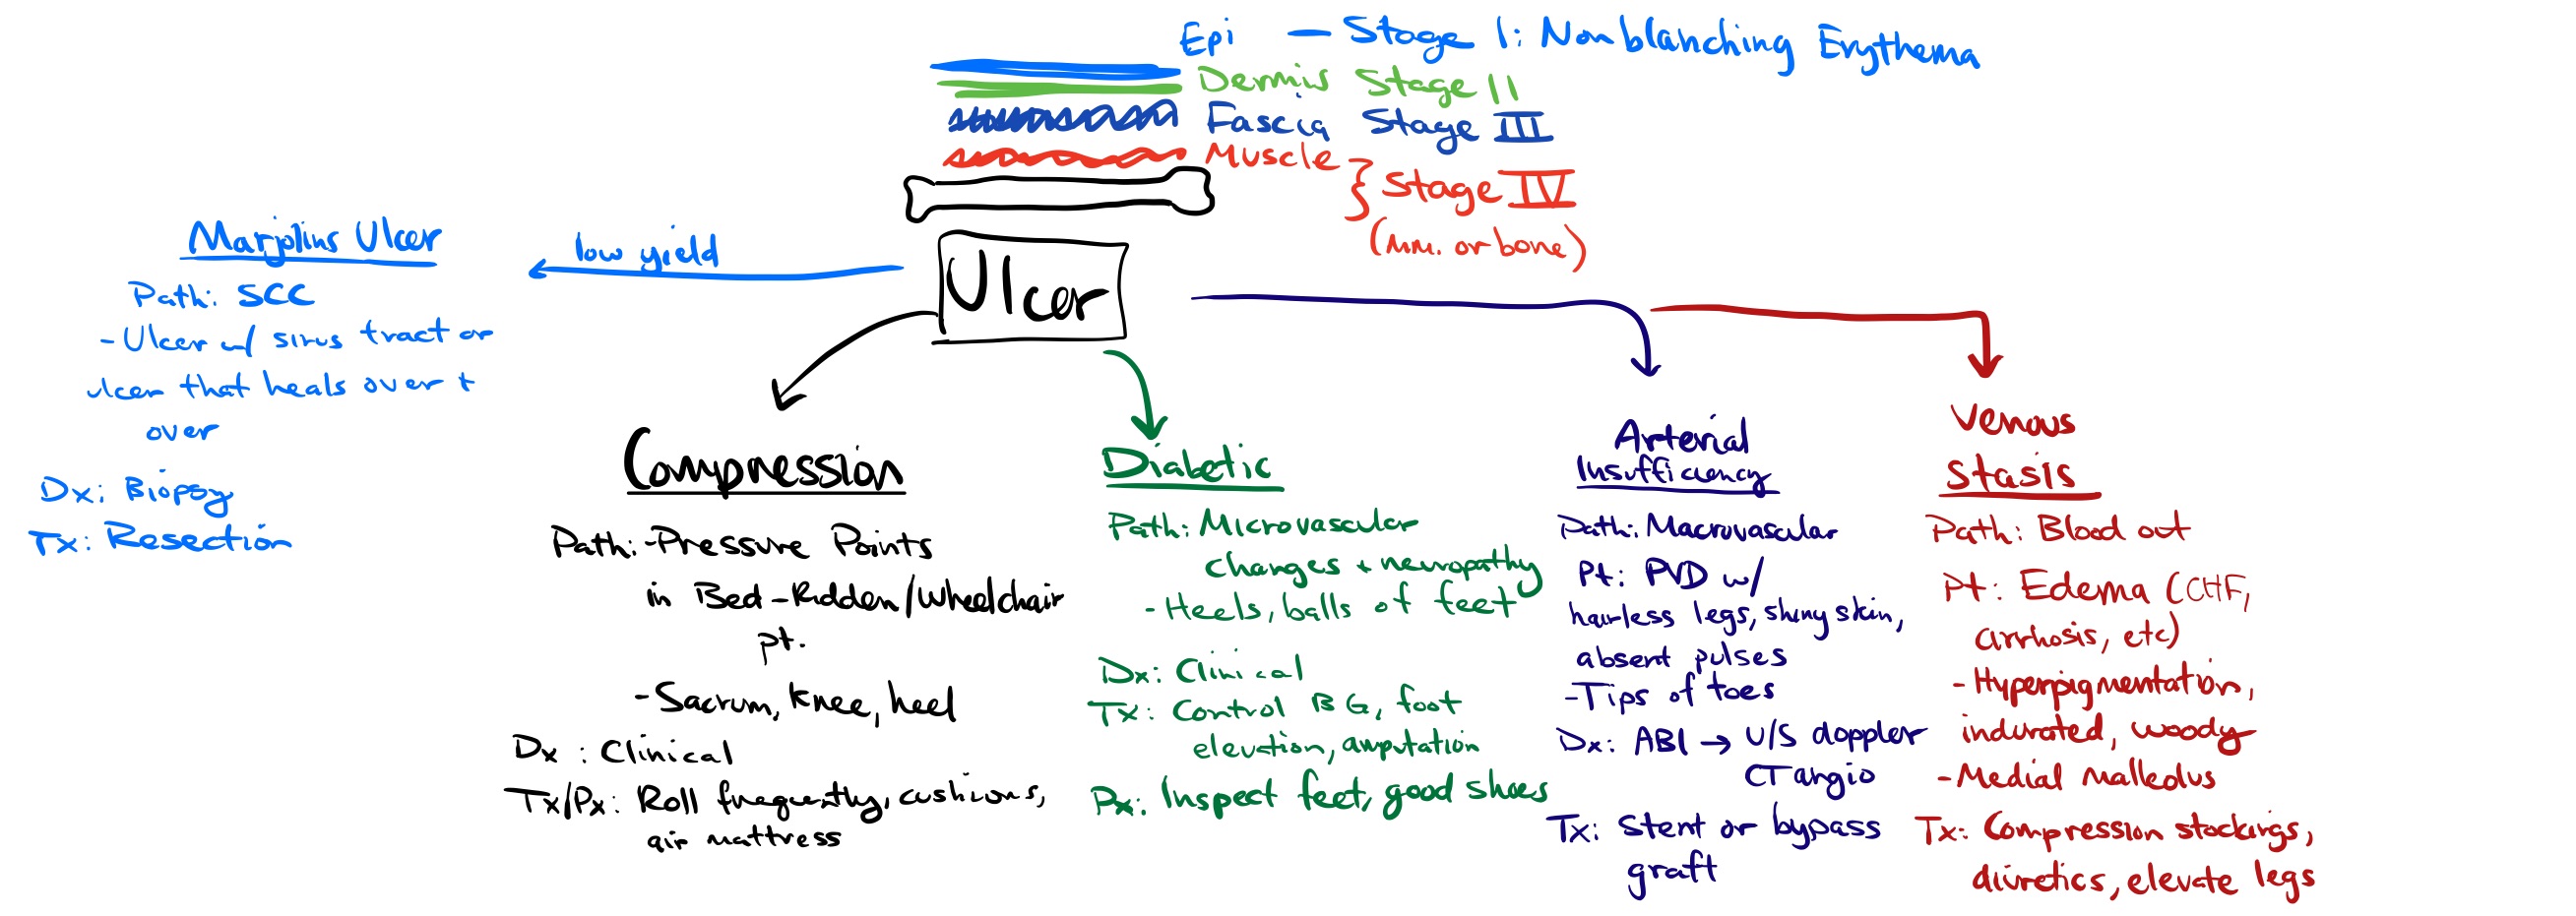 Epi — Stage 1: Nonblanching Erythema
Dermis Stage II
Fascia Stage III
Muscle
} Stage IV
(mm. or bone)
Ulcer
low yield
Marjolins Ulcer
Path: SCC
- Ulcer w/ sinus tract or
ulcer that heals over +
over
Dx: Biopsy
Tx: Resection
Compression
Path: -Pressure Points
in Bed-Ridden/Wheelchair
pt.
- Sacrum, knee, heel
Dx : Clinical
Tx/Px: Roll frequently, cushions,
air mattress
Diabetic
Path: Microvascular
changes + neuropathy
- Heels, balls of feet
Dx: Clinical
Tx: Control BG, foot
elevation, amputation
Px: Inspect feet, good shoes
Arterial
Insufficiency
Path: Macrovascular
Pt: PVD w/
hairless legs, shiny skin,
absent pulses
- Tips of toes
Dx: ABI → U/S doppler
CT angio
Tx: Stent or bypass
graft
Venous
Stasis
Path: Blood out
Pt: Edema (CHF,
cirrhosis, etc)
- Hyperpigmentation,
indurated, woody
- Medial Malleolus
Tx: Compression stockings,
diuretics, elevate legs